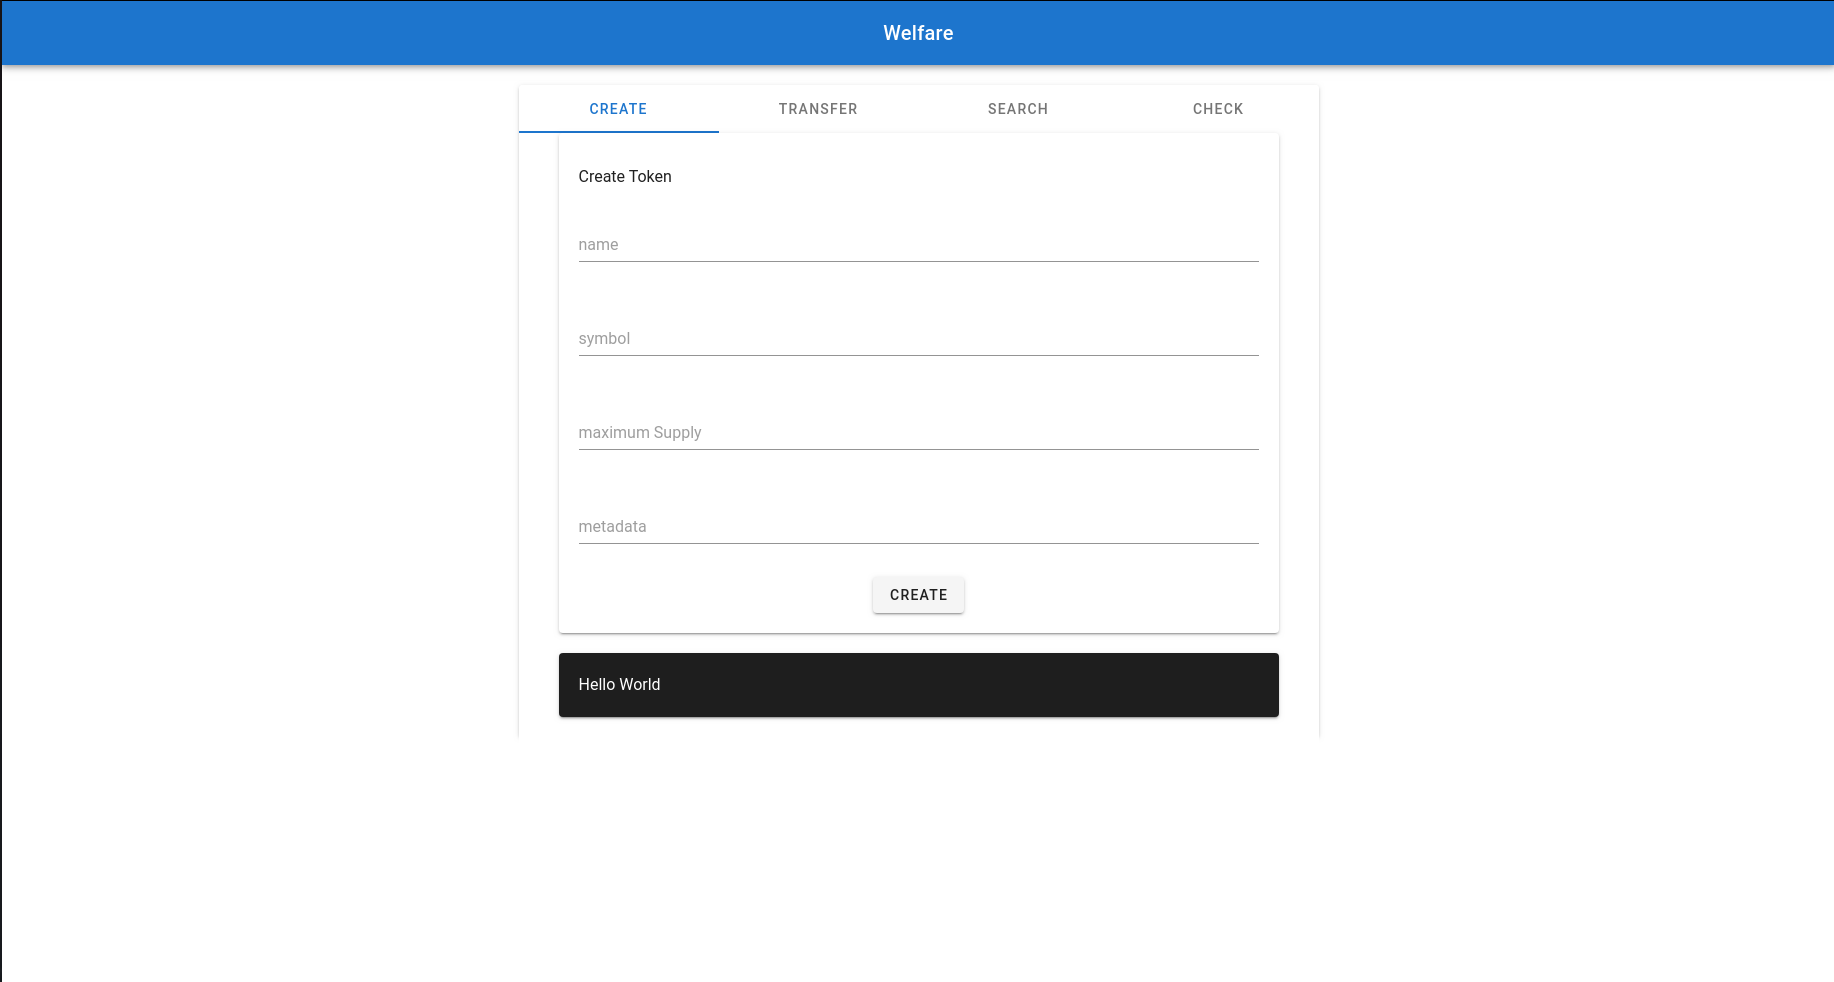 Welfare
CREATE TRANSFER SEARCH CHECK
Create Token
name
symbol
maximum Supply
metadata
CREATE
Hello World